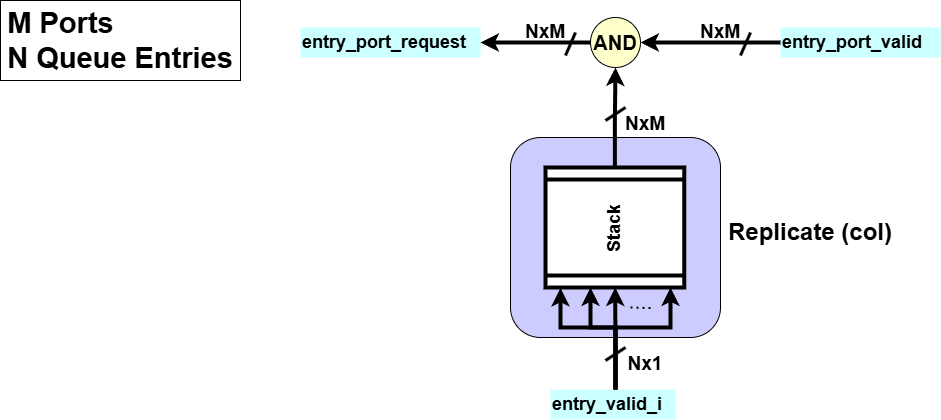 M Ports
N Queue Entries
entry_port_request
NxM
AND
NxM
entry_port_valid
NxM
Stack
Replicate (col)
....
Nx1
entry_valid_i